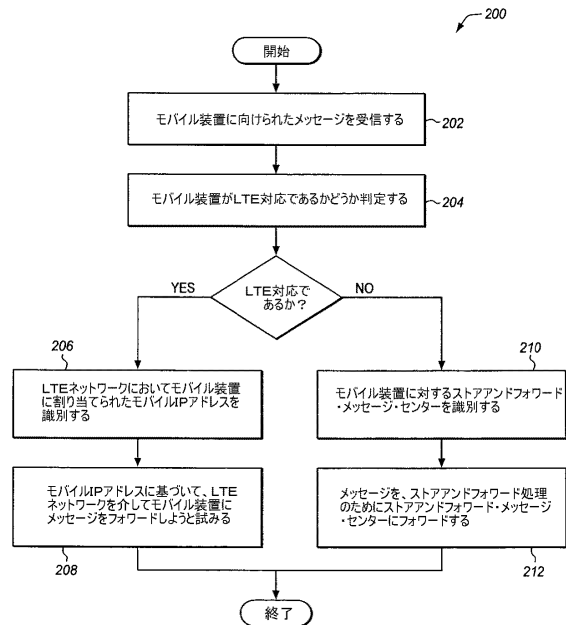 200
開始
モバイル装置に向けられたメッセージを受信する
202
モバイル装置がLTE対応であるかどうか判定する
204
LTE対応で
あるか？
YES
NO
206
LTEネットワークにおいてモバイル装置
に割り当てられたモバイルIPアドレスを
識別する
210
モバイル装置に対するストアアンドフォワード
・メッセージ・センターを識別する
モバイルIPアドレスに基づいて、LTE
ネットワークを介してモバイル装置に
メッセージをフォワードしようと試みる
208
メッセージを、ストアアンドフォワード処理
のためにストアアンドフォワード・メッセージ
・センターにフォワードする
212
終了